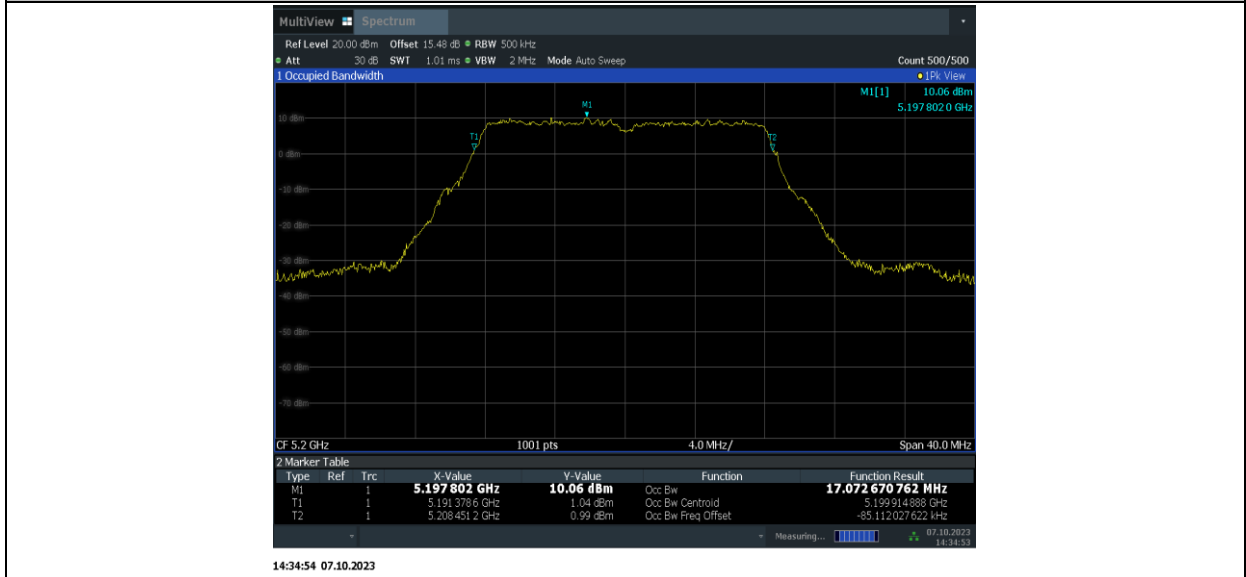 MultiView Spectrum
Ref Level 20.00 dBm Offset 15.48 dB RBW 500 kHz
Att 30 dB SWT 1.01 ms VBW 2 MHz Mode Auto Sweep Count 500/500
1 Occupied Bandwidth 1Pk View
M1[1] 10.06 dBm
5.197 802 0 GHz
M1
10 dBm
T1 T2
0 dBm
-10 dBm
-20 dBm
-30 dBm
-40 dBm
-50 dBm
-60 dBm
-70 dBm
CF 5.2 GHz 1001 pts 4.0 MHz/ Span 40.0 MHz
2 Marker Table
Type Ref Trc X-Value Y-Value Function Function Result
M1 1 5.197 802 GHz 10.06 dBm Occ Bw 17.072 670 762 MHz
T1 1 5.191 378 6 GHz 1.04 dBm Occ Bw Centroid 5.199 914 888 GHz
T2 1 5.208 451 2 GHz 0.99 dBm Occ Bw Freq Offset -85.112 027 622 kHz
Measuring... 07.10.2023
14:34:53
14:34:54 07.10.2023